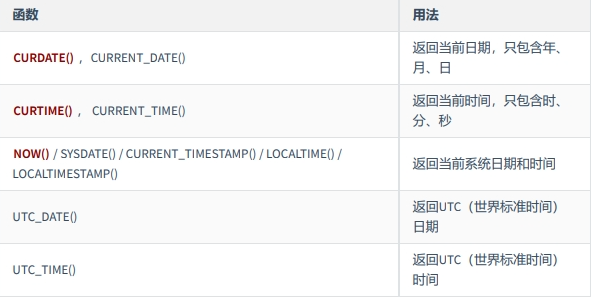 函数 用法
CURDATE() ，CURRENT_DATE() 返回当前日期，只包含年、
月、日
CURTIME() ， CURRENT_TIME() 返回当前时间，只包含时、
分、秒
NOW() / SYSDATE() / CURRENT_TIMESTAMP() / LOCALTIME() /
LOCALTIMESTAMP() 返回当前系统日期和时间
UTC_DATE() 返回UTC（世界标准时间）
日期
UTC_TIME() 返回UTC（世界标准时间）
时间